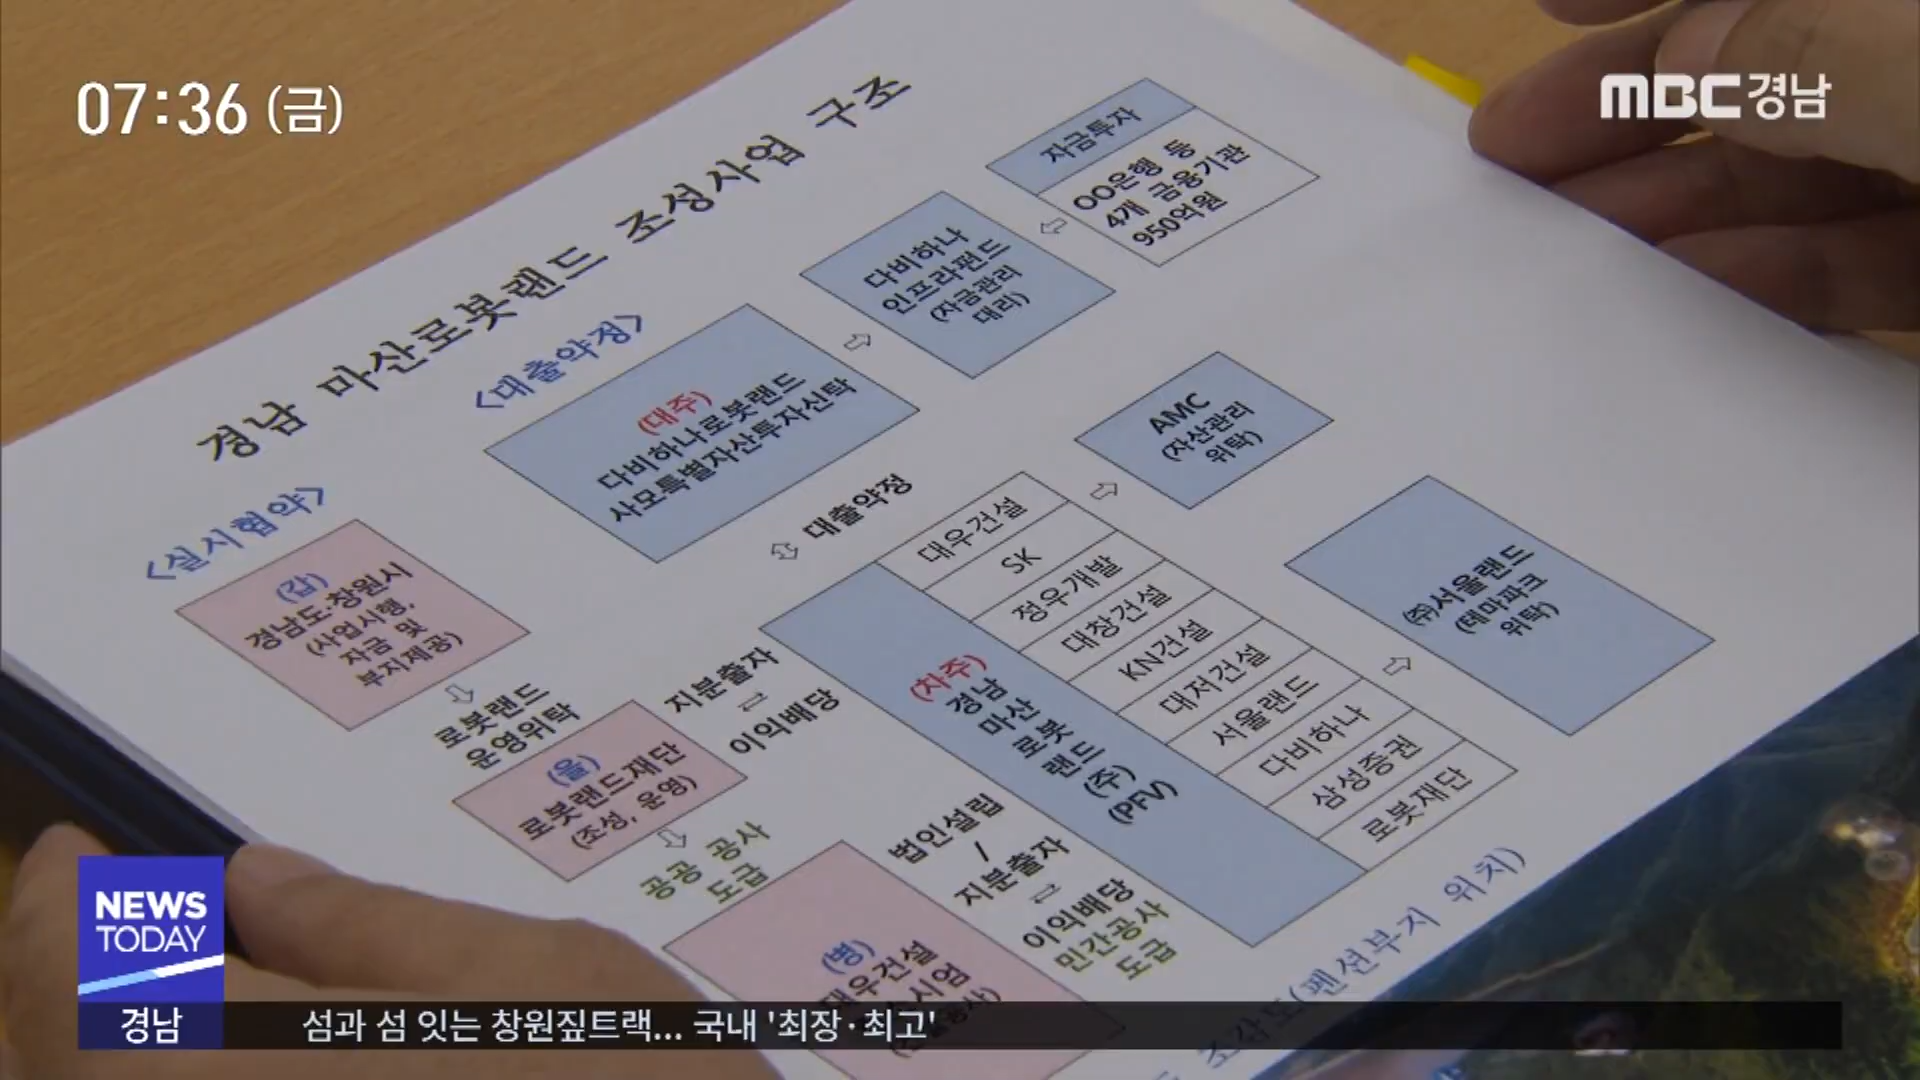 07:36 (금)
MBC경남
경남 마산로봇랜드 조성사업 구조
자금투자
OO은행 등
4개 금융기관
950억원
다비하나
인프라펀드
(자금관리
대리)
<대출약정>
(대주)
다비하나로봇랜드
사모특별자산투자신탁
AMC
(자산관리
위탁)
대출약정
<실시협약>
(갑)
경남도·창원시
(사업시행,
자금 및
부지제공)
로봇랜드
운영위탁
(을)
로봇랜드재단
(조성, 운영)
지분출자
⇄
이익배당
(차주)
경남
마산
로봇
랜드
(주)
(PFV)
대우건설
SK
정우개발
대창건설
KN건설
대저건설
서울랜드
다비하나
삼성증권
로봇재단
㈜서울랜드
(테마파크
위탁)
공공 공사
도급
법인설립
/
지분출자
⇄
이익배당
민간공사
도급
(병)
대우건설
(펜션부지 위치)
NEWS
TODAY
경남
섬과 섬 잇는 창원짚트랙... 국내 '최장·최고'